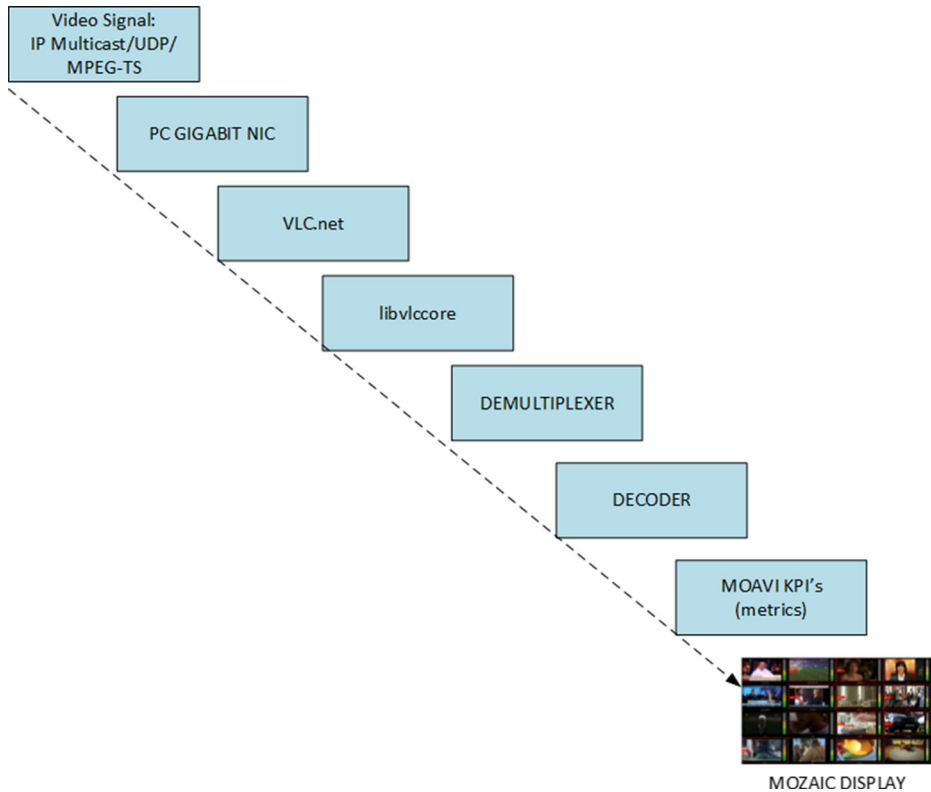 Video Signal:
IP Multicast/UDP/
MPEG-TS
PC GIGABIT NIC
VLC.net
libvlccore
DEMULTIPLEXER
DECODER
MOAVI KPI's
(metrics)
MOZAIC DISPLAY